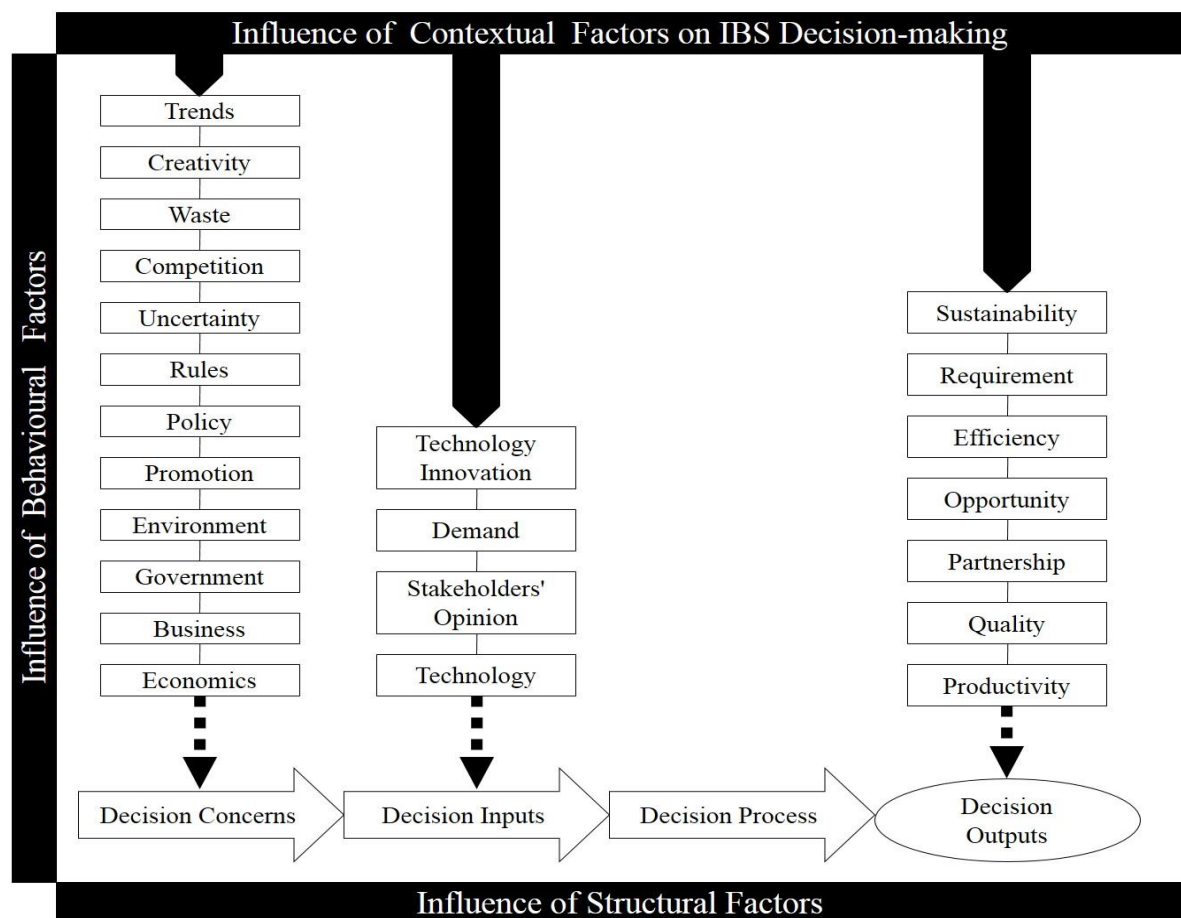 Influence of Contextual Factors on IBS Decision-making
Influence of Behavioural Factors
Trends
Creativity
Waste
Competition
Uncertainty
Rules
Policy
Promotion
Environment
Government
Business
Economics
Technology
Innovation
Demand
Stakeholders'
Opinion
Technology
Sustainability
Requirement
Efficiency
Opportunity
Partnership
Quality
Productivity
Decision Concerns
Decision Inputs
Decision Process
Decision
Outputs
Influence of Structural Factors